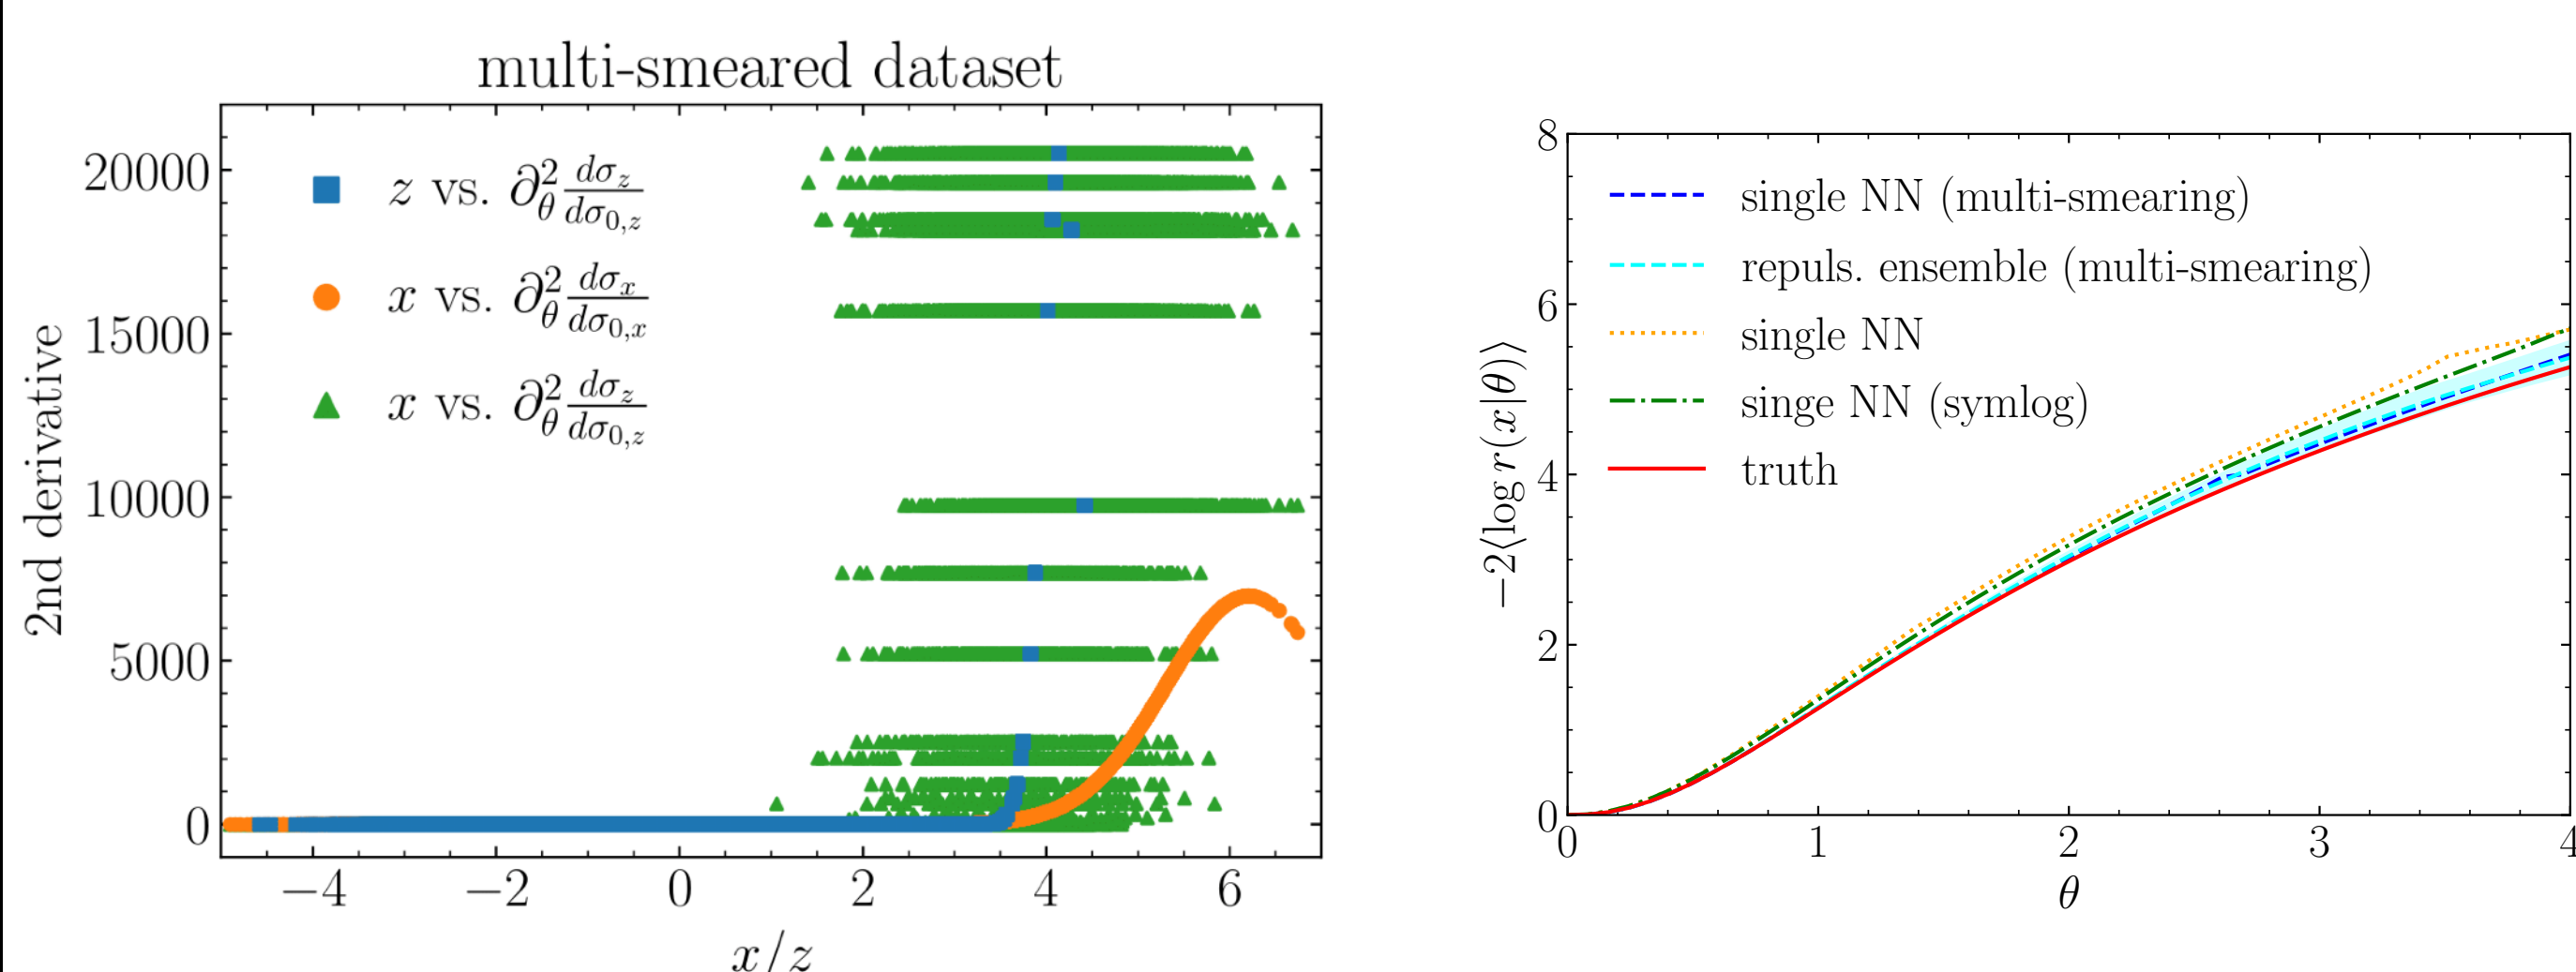 multi-smeared dataset
2nd derivative
20000
15000
10000
5000
0
z vs. ∂²_θ dσ_z/dσ_{0,z}
x vs. ∂²_θ dσ_x/dσ_{0,x}
x vs. ∂²_θ dσ_z/dσ_{0,z}
−4 −2 0 2 4 6
x/z
−2⟨log r(x|θ)⟩
8
6
4
2
0
single NN (multi-smearing)
repuls. ensemble (multi-smearing)
single NN
singe NN (symlog)
truth
0 1 2 3 4
θ